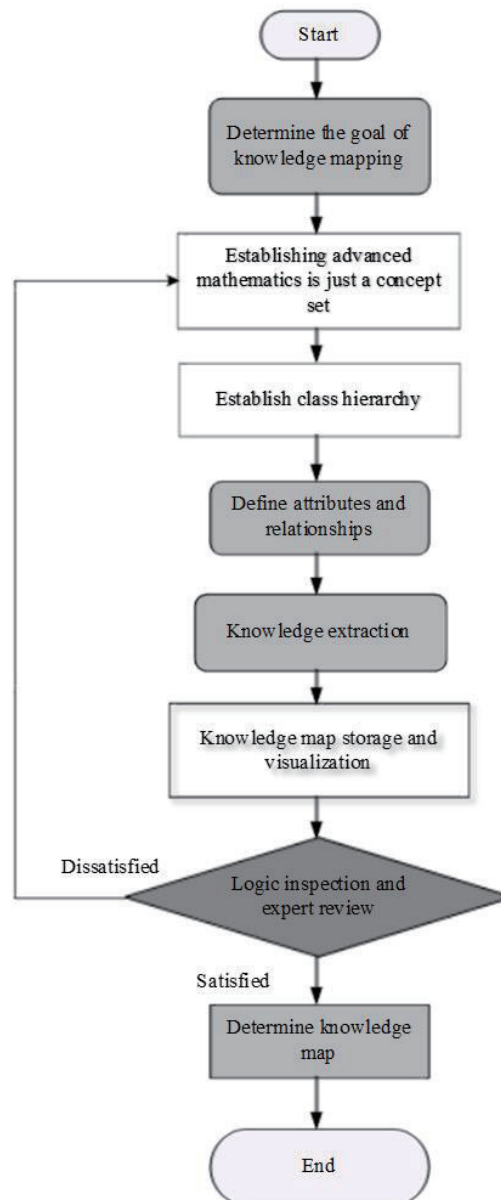 Start
Determine the goal of
knowledge mapping
Establishing advanced
mathematics is just a concept
set
Establish class hierarchy
Define attributes and
relationships
Knowledge extraction
Knowledge map storage and
visualization
Dissatisfied
Logic inspection and
expert review
Satisfied
Determine knowledge
map
End